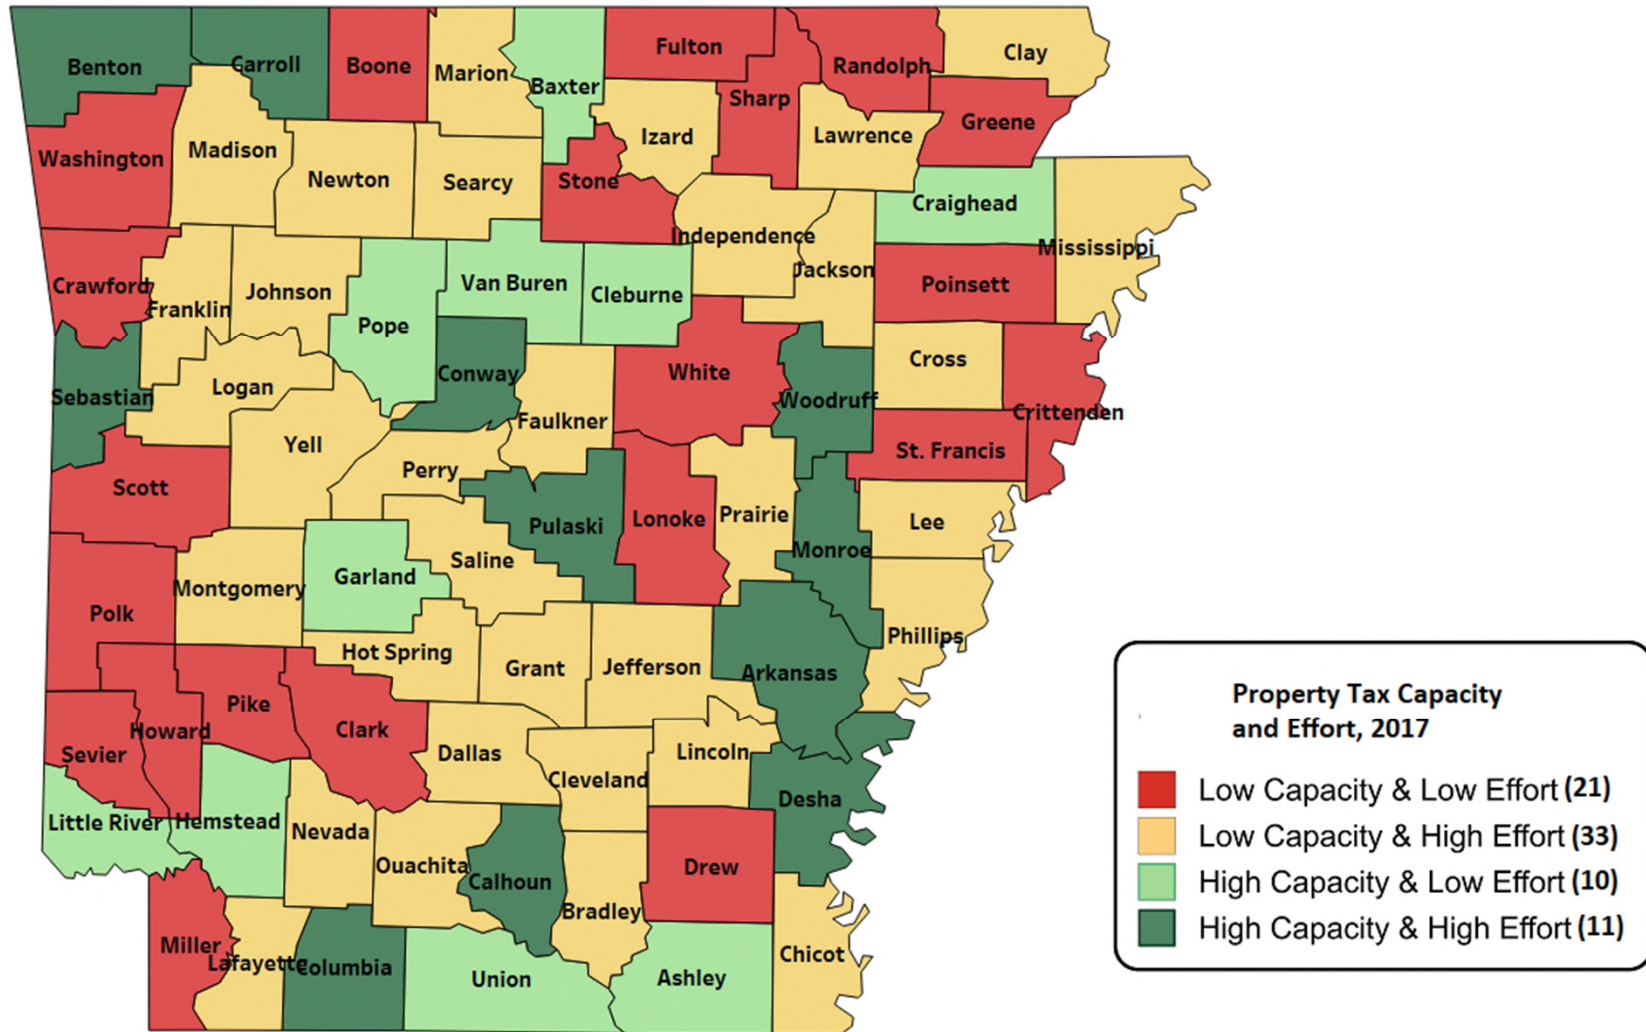 Benton
Carroll
Boone
Marion
Baxter
Fulton
Sharp
Randolph
Clay
Washington
Madison
Newton
Searcy
Stone
Izard
Lawrence
Greene
Craighead
Mississippi
Independence
Jackson
Poinsett
Crawford
Franklin
Johnson
Pope
Van Buren
Cleburne
Cross
Crittenden
Sebastian
Logan
Conway
Faulkner
White
Woodruff
St. Francis
Yell
Perry
Scott
Pulaski
Lonoke
Prairie
Lee
Monroe
Saline
Garland
Montgomery
Polk
Hot Spring
Grant
Jefferson
Arkansas
Phillips
Pike
Howard
Sevier
Clark
Dallas
Cleveland
Lincoln
Desha
Little River
Hemstead
Nevada
Ouachita
Calhoun
Bradley
Drew
Miller
Lafayette
Columbia
Union
Ashley
Chicot
Property Tax Capacity
and Effort, 2017
Low Capacity & Low Effort (21)
Low Capacity & High Effort (33)
High Capacity & Low Effort (10)
High Capacity & High Effort (11)